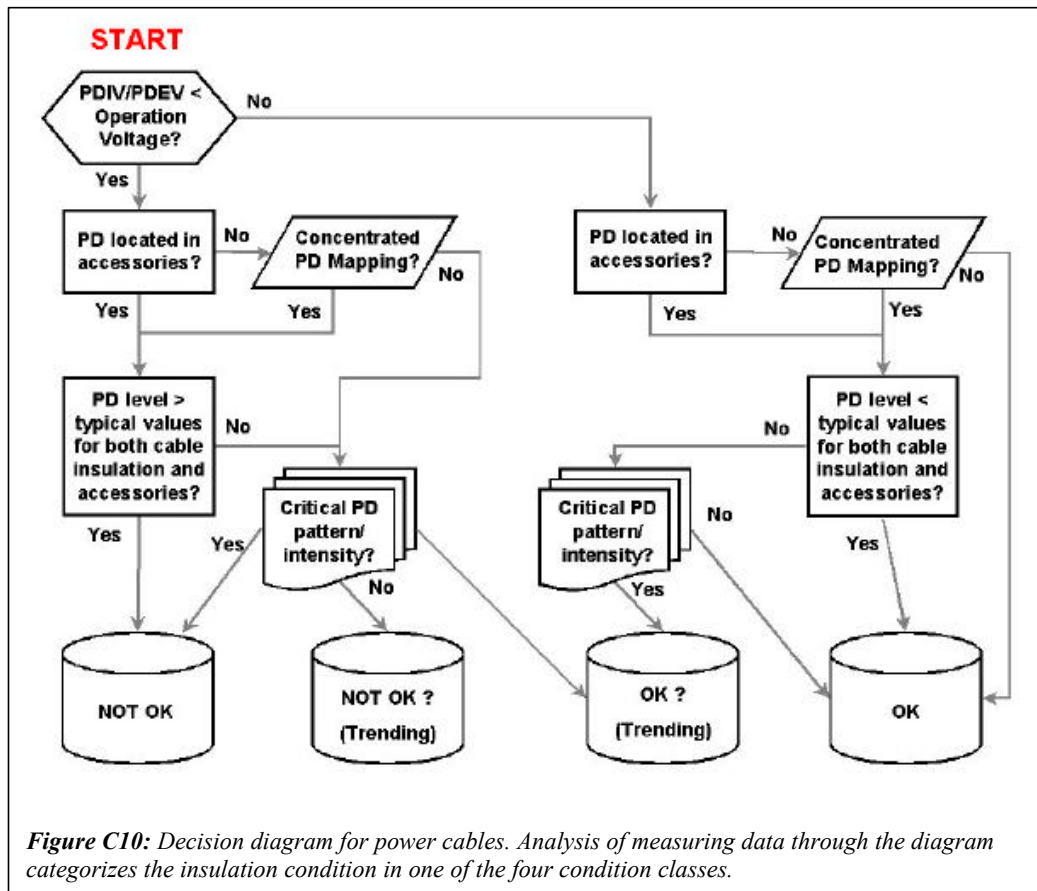 START
PDIV/PDEV <
Operation
Voltage?
No
Yes
PD located in
accessories?
No
Concentrated
PD Mapping?
No
Yes
Yes
PD level >
typical values
for both cable
insulation and
accessories?
No
Yes
Critical PD
pattern/
intensity?
Yes
No
PD located in
accessories?
No
Concentrated
PD Mapping?
No
Yes
Yes
PD level <
typical values
for both cable
insulation and
accessories?
No
Yes
Critical PD
pattern/
intensity?
No
Yes
NOT OK
NOT OK ?
(Trending)
OK ?
(Trending)
OK
Figure C10: Decision diagram for power cables. Analysis of measuring data through the diagram
categorizes the insulation condition in one of the four condition classes.